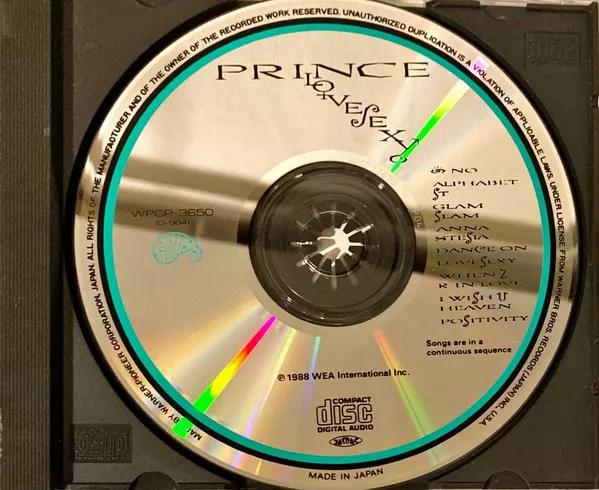 MADE BY WARNER-PIONEER CORPORATION, JAPAN. ALL RIGHTS OF THE MANUFACTURER AND OF THE OWNER OF THE RECORDED WORK RESERVED. UNAUTHORIZED DUPLICATION IS A VIOLATION OF APPLICABLE LAWS. UNDER LICENSE FROM WARNER BROS. RECORDS (JAPAN) INC., U.S.A.
PRINCE
LOVESEXY
NO
ALPHABET
ST
GLAM
SLAM
ANNA
STESIA
DANCE ON
LOVESEXY
WHEN 2
R IN LOVE
I WISH U
HEAVEN
POSITIVITY
WPCP-3650
Songs are in a
continuous sequence
℗ 1988 WEA International Inc.
COMPACT
disc
DIGITAL AUDIO
MADE IN JAPAN